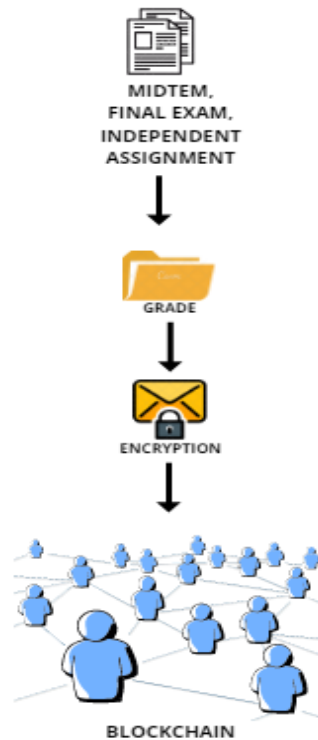 MIDTEM,
FINAL EXAM,
INDEPENDENT
ASSIGNMENT
GRADE
ENCRYPTION
BLOCKCHAIN